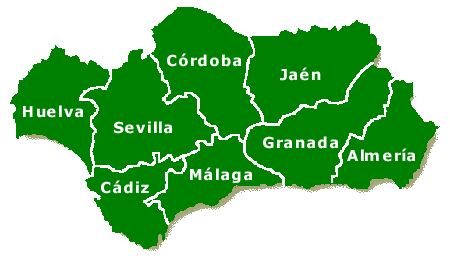 Córdoba
Jaén
Huelva
Sevilla
Granada
Almería
Málaga
Cádiz